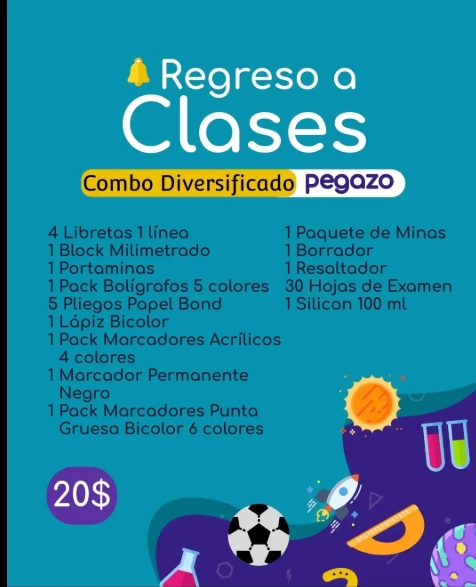 Regreso a
Clases
Combo Diversificado pegazo
4 Libretas 1 línea
1 Block Milimetrado
1 Portaminas
1 Pack Bolígrafos 5 colores
5 Pliegos Papel Bond
1 Lápiz Bicolor
1 Pack Marcadores Acrílicos
4 colores
1 Marcador Permanente
Negro
1 Pack Marcadores Punta
Gruesa Bicolor 6 colores
1 Paquete de Minas
1 Borrador
1 Resaltador
30 Hojas de Examen
1 Silicon 100 ml
20$